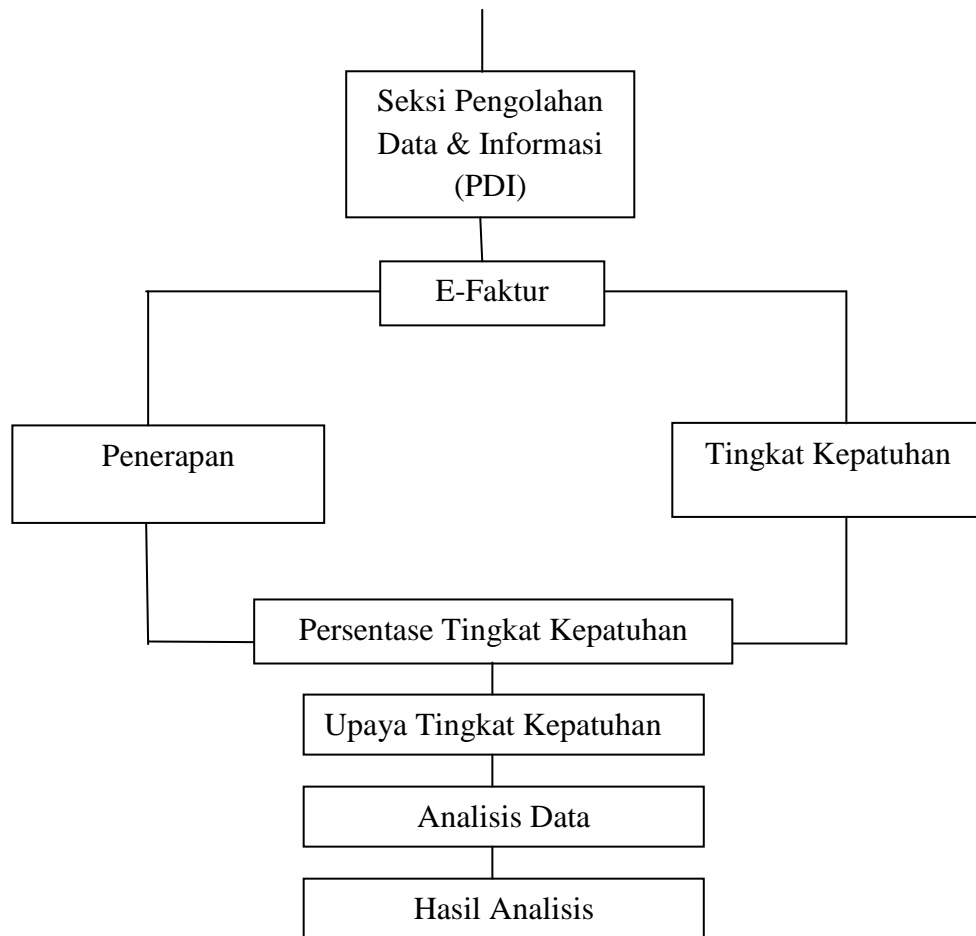 Seksi Pengolahan
Data & Informasi
(PDI)
E-Faktur
Penerapan
Tingkat Kepatuhan
Persentase Tingkat Kepatuhan
Upaya Tingkat Kepatuhan
Analisis Data
Hasil Analisis